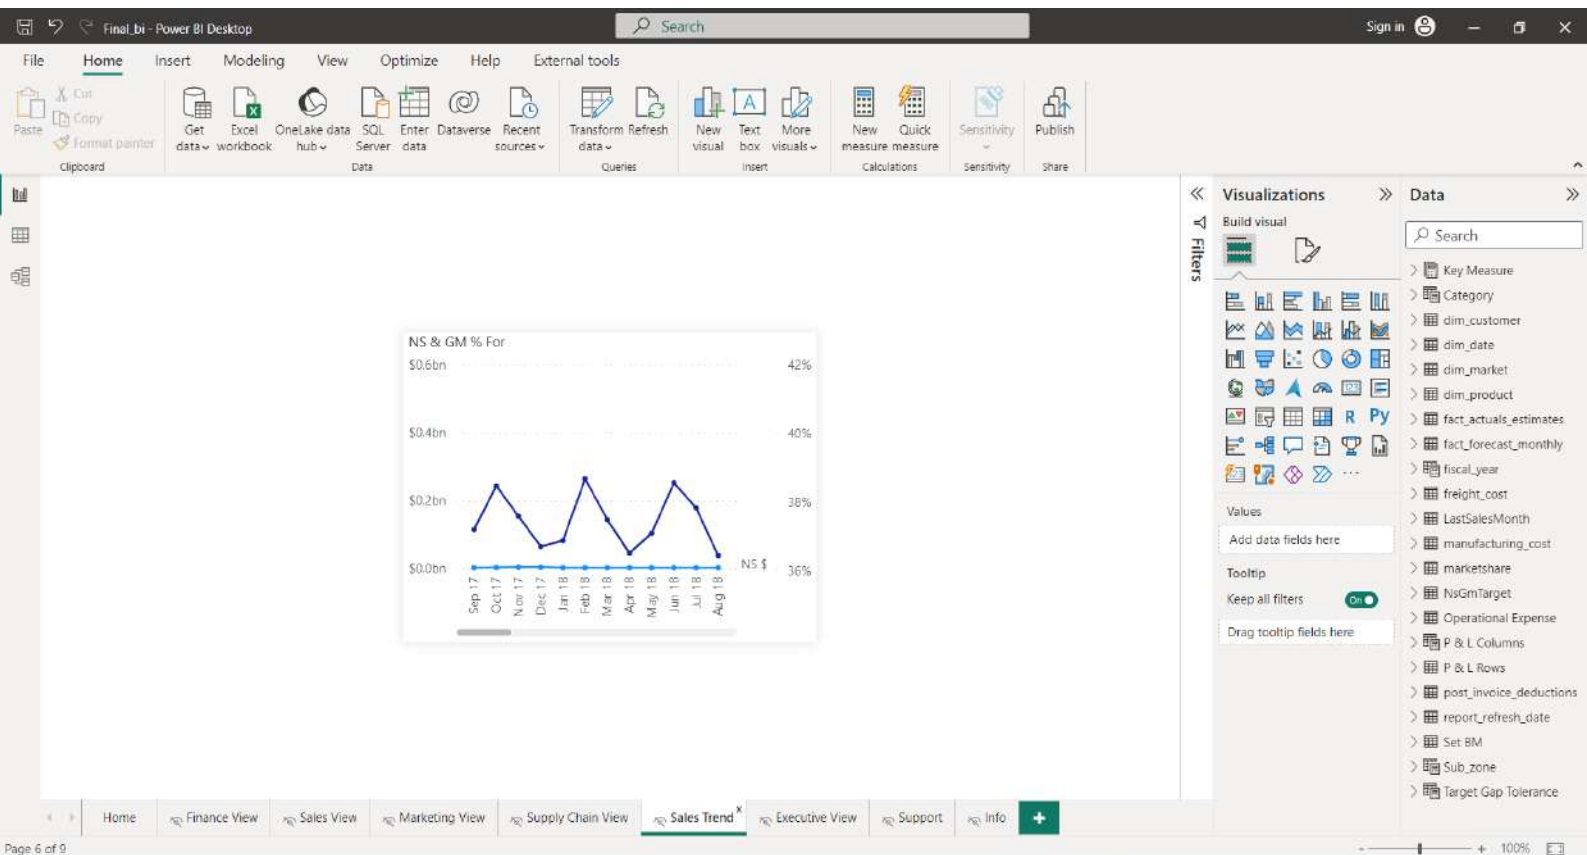 Final_bi - Power BI Desktop
Search
Sign in
File Home Insert Modeling View Optimize Help External tools
Paste
Cut
Copy
Format painter
Clipboard
Get data
Excel workbook
OneLake data hub
SQL Server
Enter data
Dataverse
Recent sources
Data
Transform data
Refresh
Queries
New visual
Text box
More visuals
Insert
New measure
Quick measure
Calculations
Sensitivity
Sensitivity
Publish
Share
Filters
NS & GM % For
$0.6bn
$0.4bn
$0.2bn
$0.0bn
42%
40%
38%
36%
NS $
Sep 17
Oct 17
Nov 17
Dec 17
Jan 18
Feb 18
Mar 18
Apr 18
May 18
Jun 18
Jul 18
Aug 18
Visualizations
Build visual
123
R
Py
Values
Add data fields here
Tooltip
Keep all filters
On
Drag tooltip fields here
Data
Search
Key Measure
Category
dim_customer
dim_date
dim_market
dim_product
fact_actuals_estimates
fact_forecast_monthly
fiscal_year
freight_cost
LastSalesMonth
manufacturing_cost
marketshare
NsGmTarget
Operational Expense
P & L Columns
P & L Rows
post_invoice_deductions
report_refresh_date
Set BM
Sub_zone
Target Gap Tolerance
Home Finance View Sales View Marketing View Supply Chain View Sales Trend x Executive View Support Info +
Page 6 of 9
- + 100%